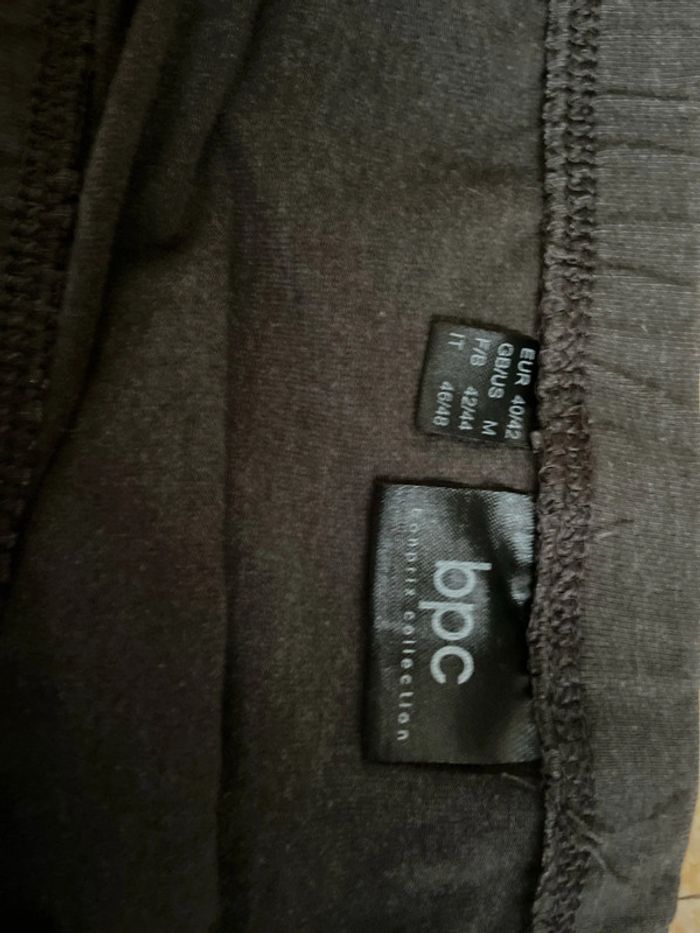 EUR 40/42
GB/US M
F/B 42/44
IT 46/48
bpc
bonprix collection